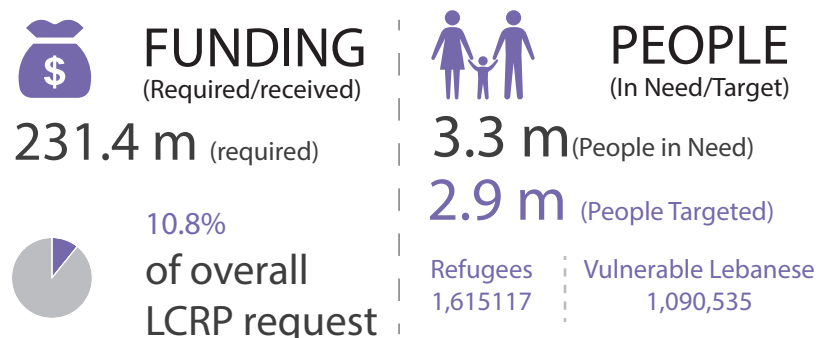 $
FUNDING
(Required/received)
231.4 m (required)
10.8%
of overall
LCRP request
PEOPLE
(In Need/Target)
3.3 m(People in Need)
2.9 m (People Targeted)
Refugees
1,615117
Vulnerable Lebanese
1,090,535